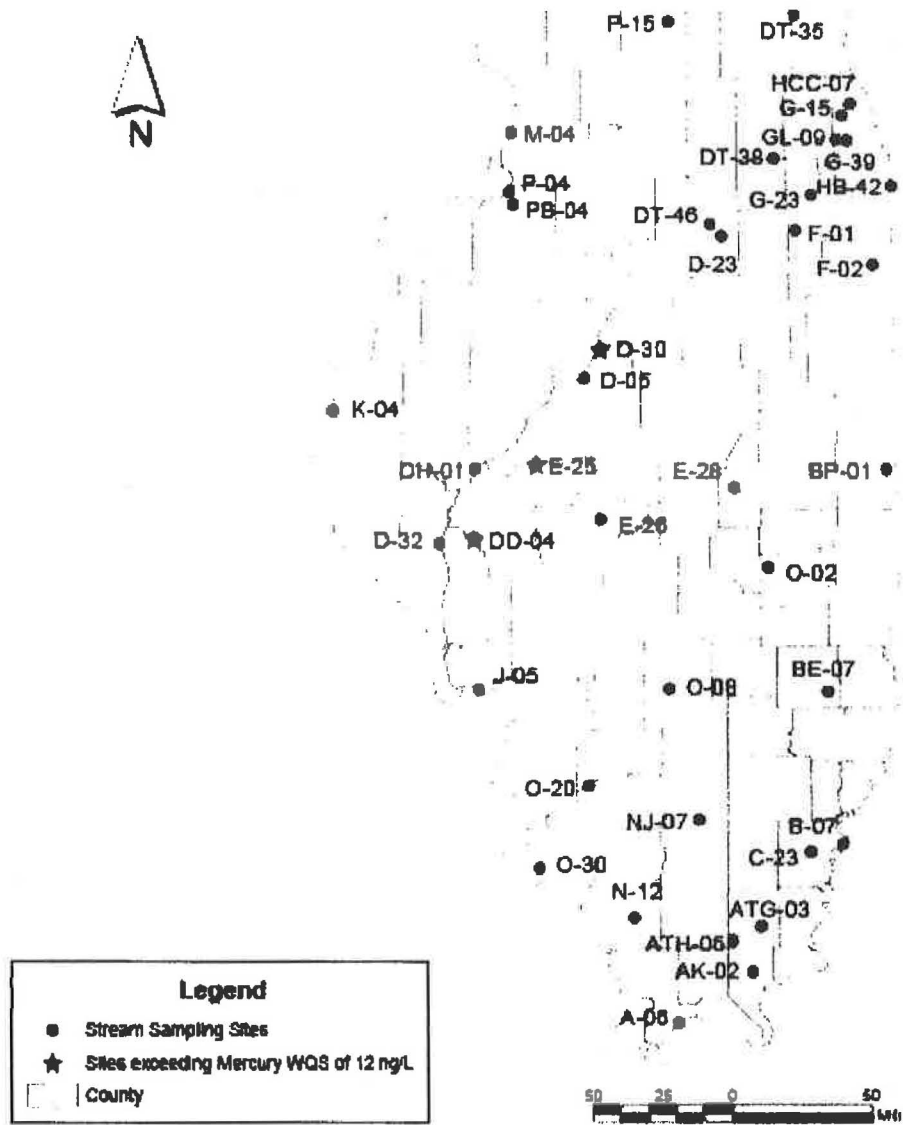 P-15
DT-35
HCC-07
G-15
N
M-04
GL-09
DT-38
G-39
P-04
HB-42
G-23
PB-04
DT-46
F-01
D-23
F-02
D-30
D-05
K-04
DH-01
E-25
E-28
BP-01
E-26
D-32
DD-04
O-02
J-05
O-08
BE-07
O-20
NJ-07
B-07
C-23
O-30
N-12
ATG-03
ATH-05
AK-02
A-06
Legend
Stream Sampling Sites
Sites exceeding Mercury WQS of 12 ng/L
County
50 25 0 50